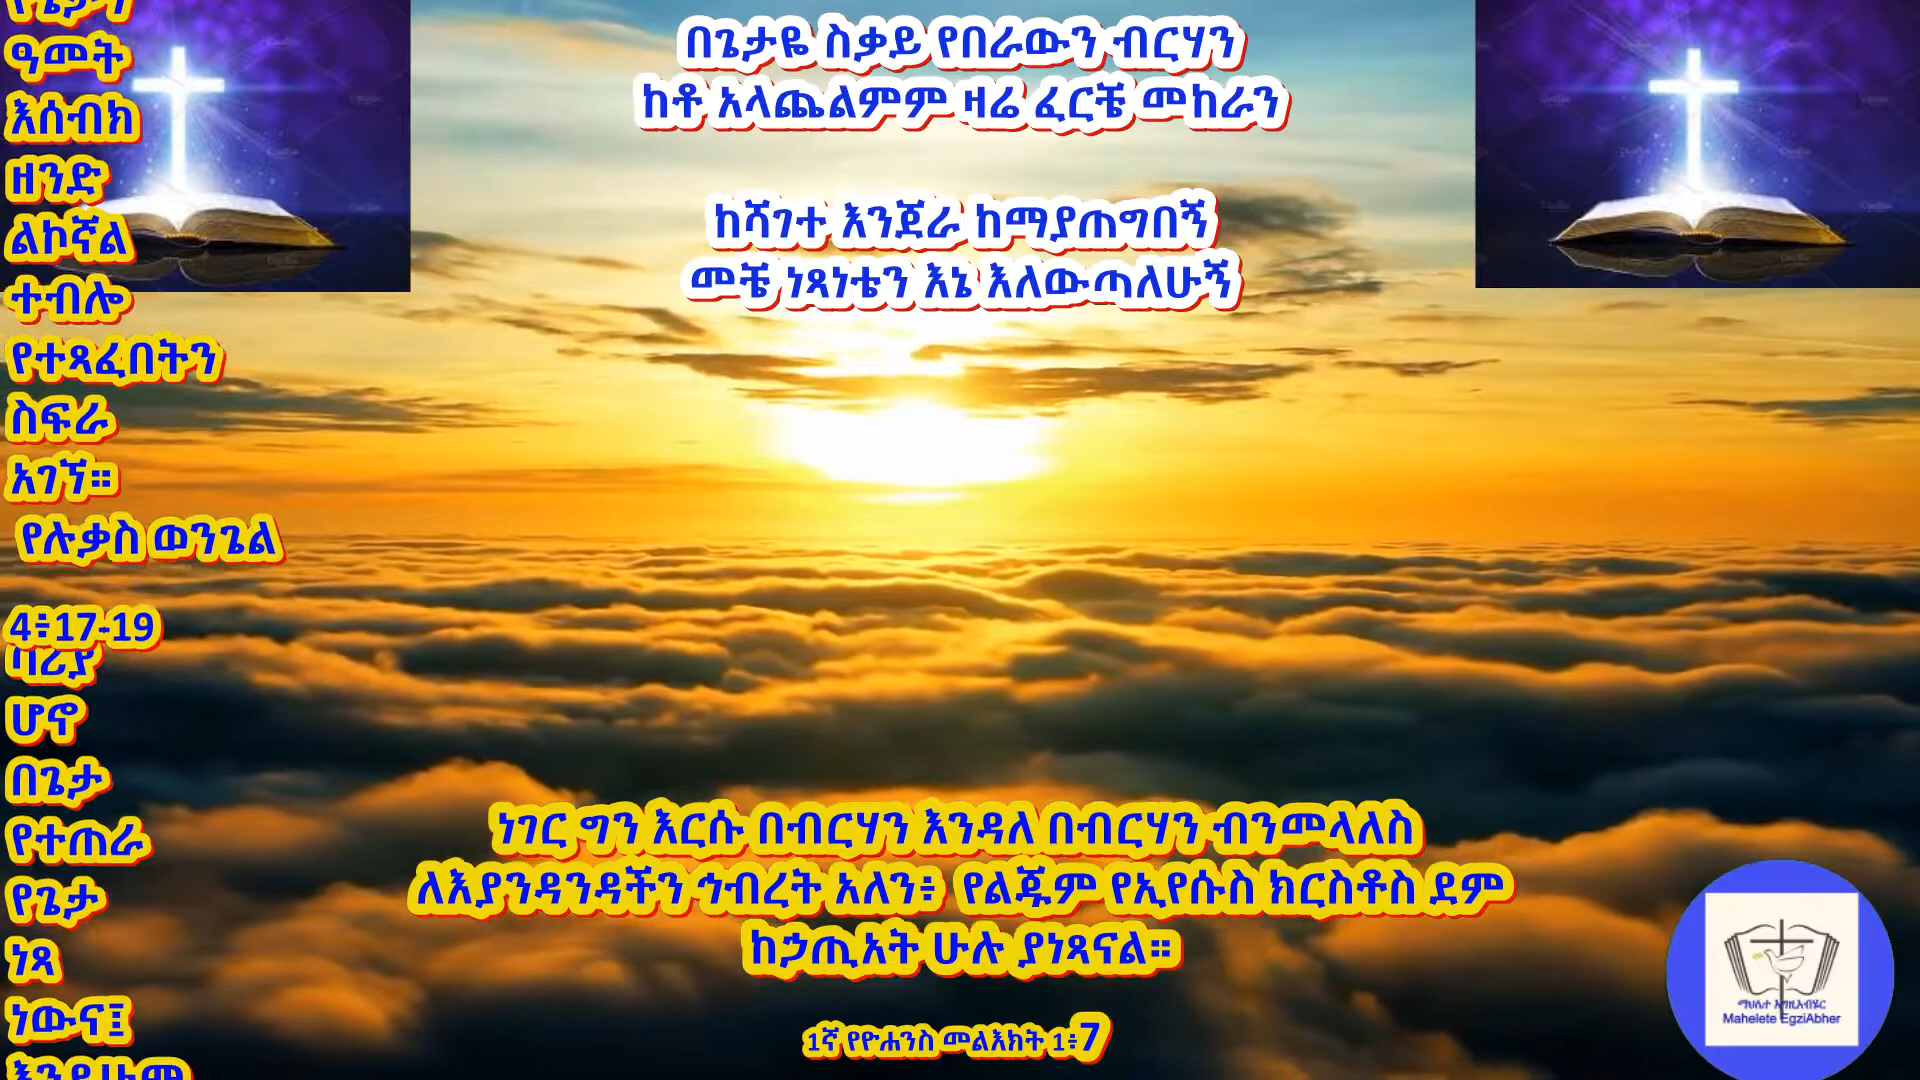 በጌታዬ ስቃይ የበራውን ብርሃን
ከቶ አላጨልምም ዛሬ ፈርቼ መከራን
ከሻገተ እንጀራ ከማያጠግበኝ
መቼ ነጻነቴን እኔ እለውጣለሁኝ
ዓመት
እሰብክ
ዘንድ
ልኮኛል
ተብሎ
የተጻፈበትን
ስፍራ
አገኘ።
የሉቃስ ወንጌል
4፥17-19
ባሪያ
ሆኖ
በጌታ
የተጠራ
የጌታ
ነጻ
ነውና፤
ነገር ግን እርሱ በብርሃን እንዳለ በብርሃን ብንመላለስ
ለእያንዳንዳችን ኅብረት አለን፥ የልጁም የኢየሱስ ክርስቶስ ደም
ከኃጢአት ሁሉ ያነጻናል።
1ኛ የዮሐንስ መልእክት 1፥7
ማህሌተ እግዚአብሄር
Mahelete EgziAbher